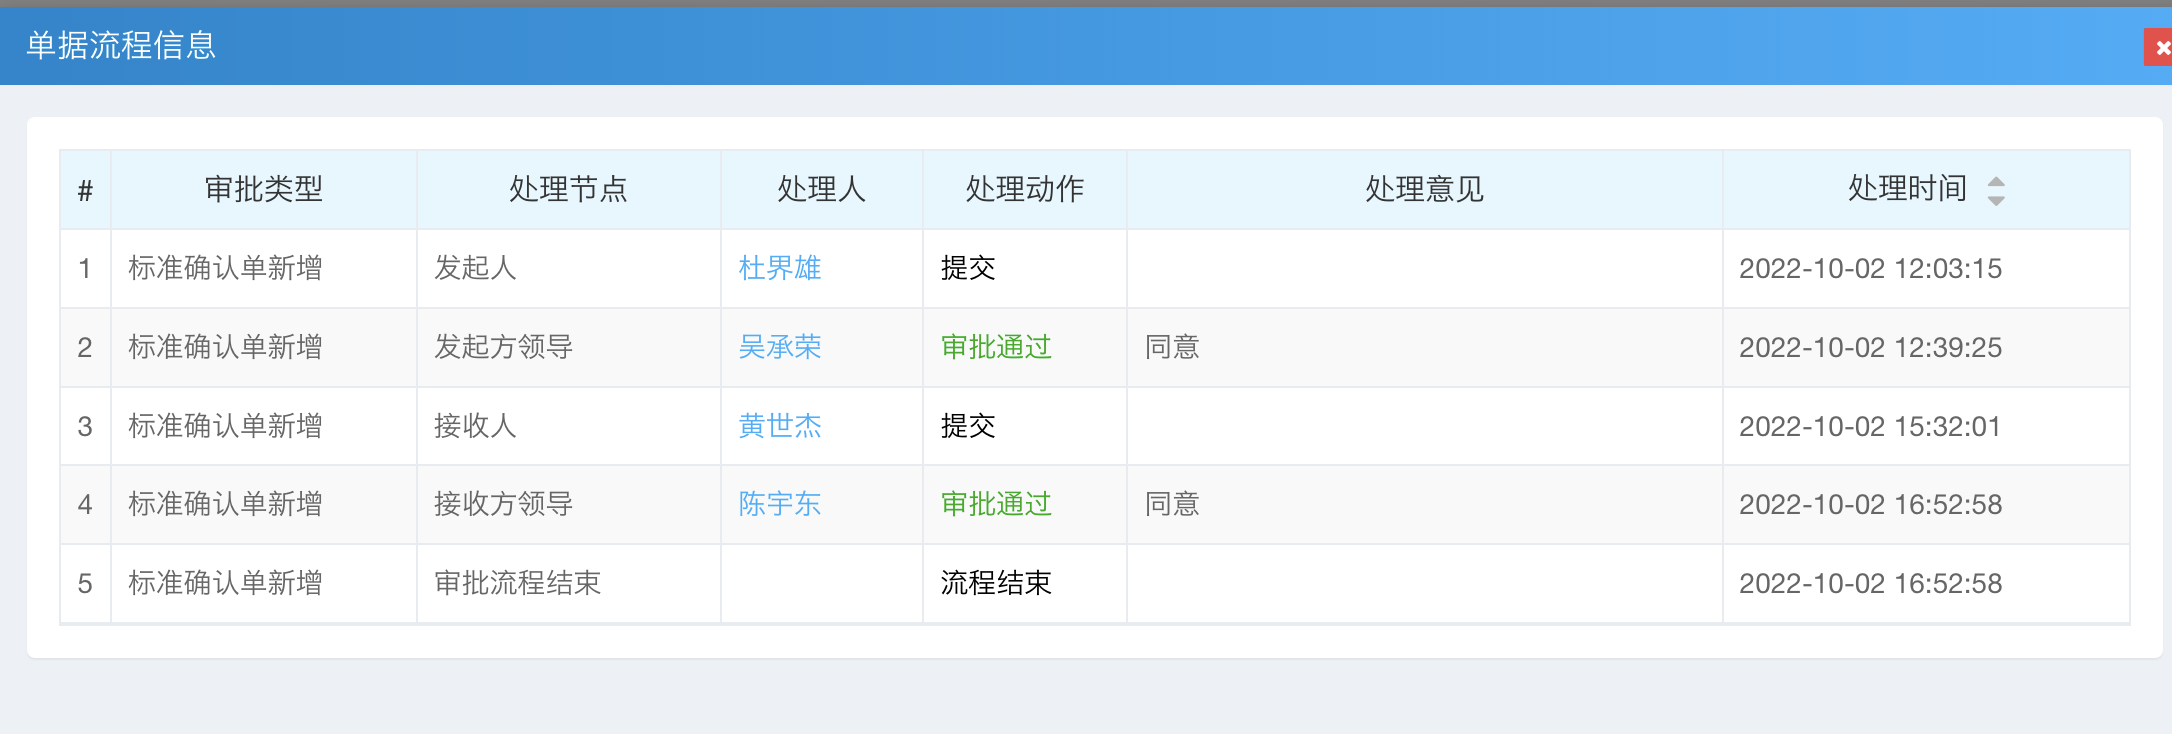 单据流程信息
# 审批类型 处理节点 处理人 处理动作 处理意见 处理时间
1 标准确认单新增 发起人 杜界雄 提交 2022-10-02 12:03:15
2 标准确认单新增 发起方领导 吴承荣 审批通过 同意 2022-10-02 12:39:25
3 标准确认单新增 接收人 黄世杰 提交 2022-10-02 15:32:01
4 标准确认单新增 接收方领导 陈宇东 审批通过 同意 2022-10-02 16:52:58
5 标准确认单新增 审批流程结束 流程结束 2022-10-02 16:52:58